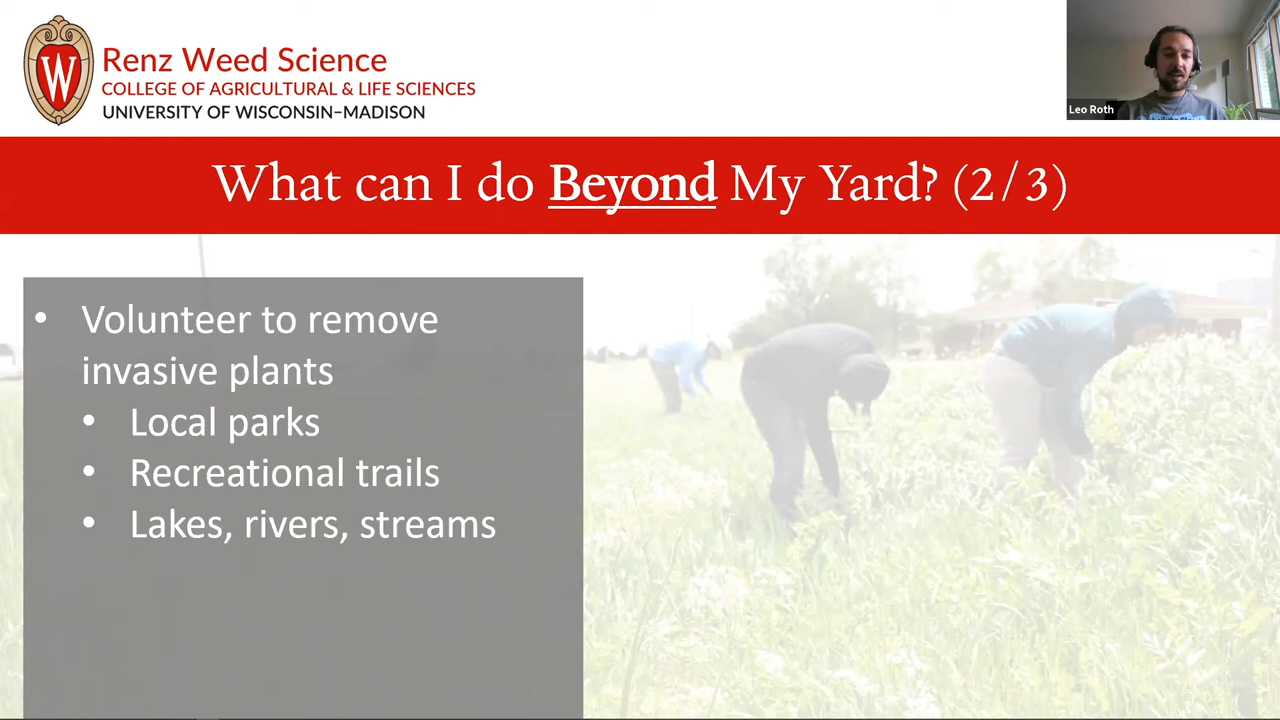 W
Renz Weed Science
COLLEGE OF AGRICULTURAL & LIFE SCIENCES
UNIVERSITY OF WISCONSIN–MADISON
Leo Roth
What can I do Beyond My Yard? (2/3)
• Volunteer to remove
invasive plants
• Local parks
• Recreational trails
• Lakes, rivers, streams